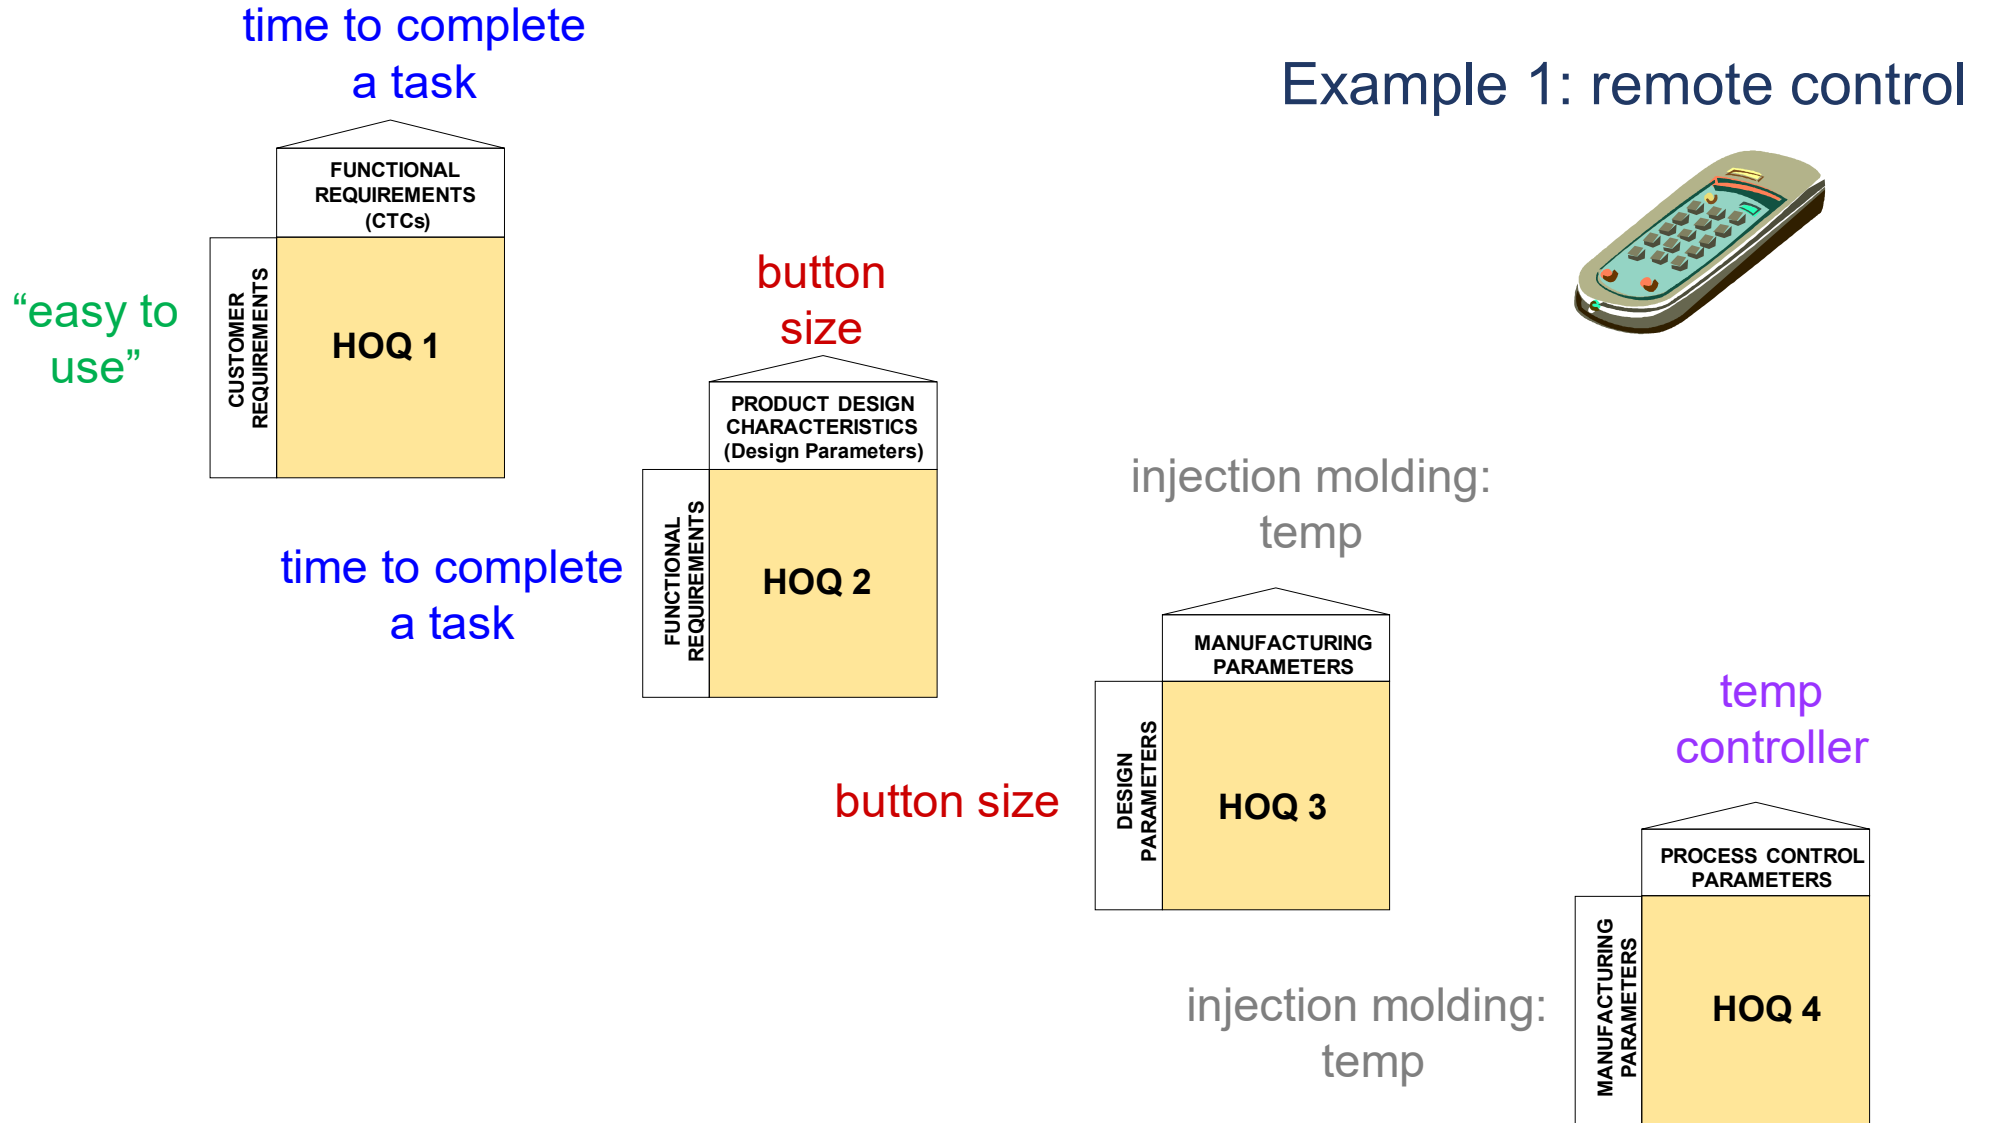 time to complete
a task
Example 1: remote control
FUNCTIONAL
REQUIREMENTS
(CTCs)
CUSTOMER
REQUIREMENTS
“easy to
use”
HOQ 1
button
size
PRODUCT DESIGN
CHARACTERISTICS
(Design Parameters)
time to complete
a task
FUNCTIONAL
REQUIREMENTS
HOQ 2
injection molding:
temp
MANUFACTURING
PARAMETERS
button size
DESIGN
PARAMETERS
HOQ 3
temp
controller
PROCESS CONTROL
PARAMETERS
injection molding:
temp
MANUFACTURING
PARAMETERS
HOQ 4